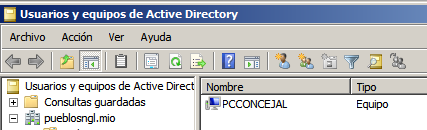 Usuarios y equipos de Active Directory
Archivo Acción Ver Ayuda
Usuarios y equipos de Active Direct
Consultas guardadas
pueblosngl.mio
Nombre Tipo
PCCONCEJAL Equipo